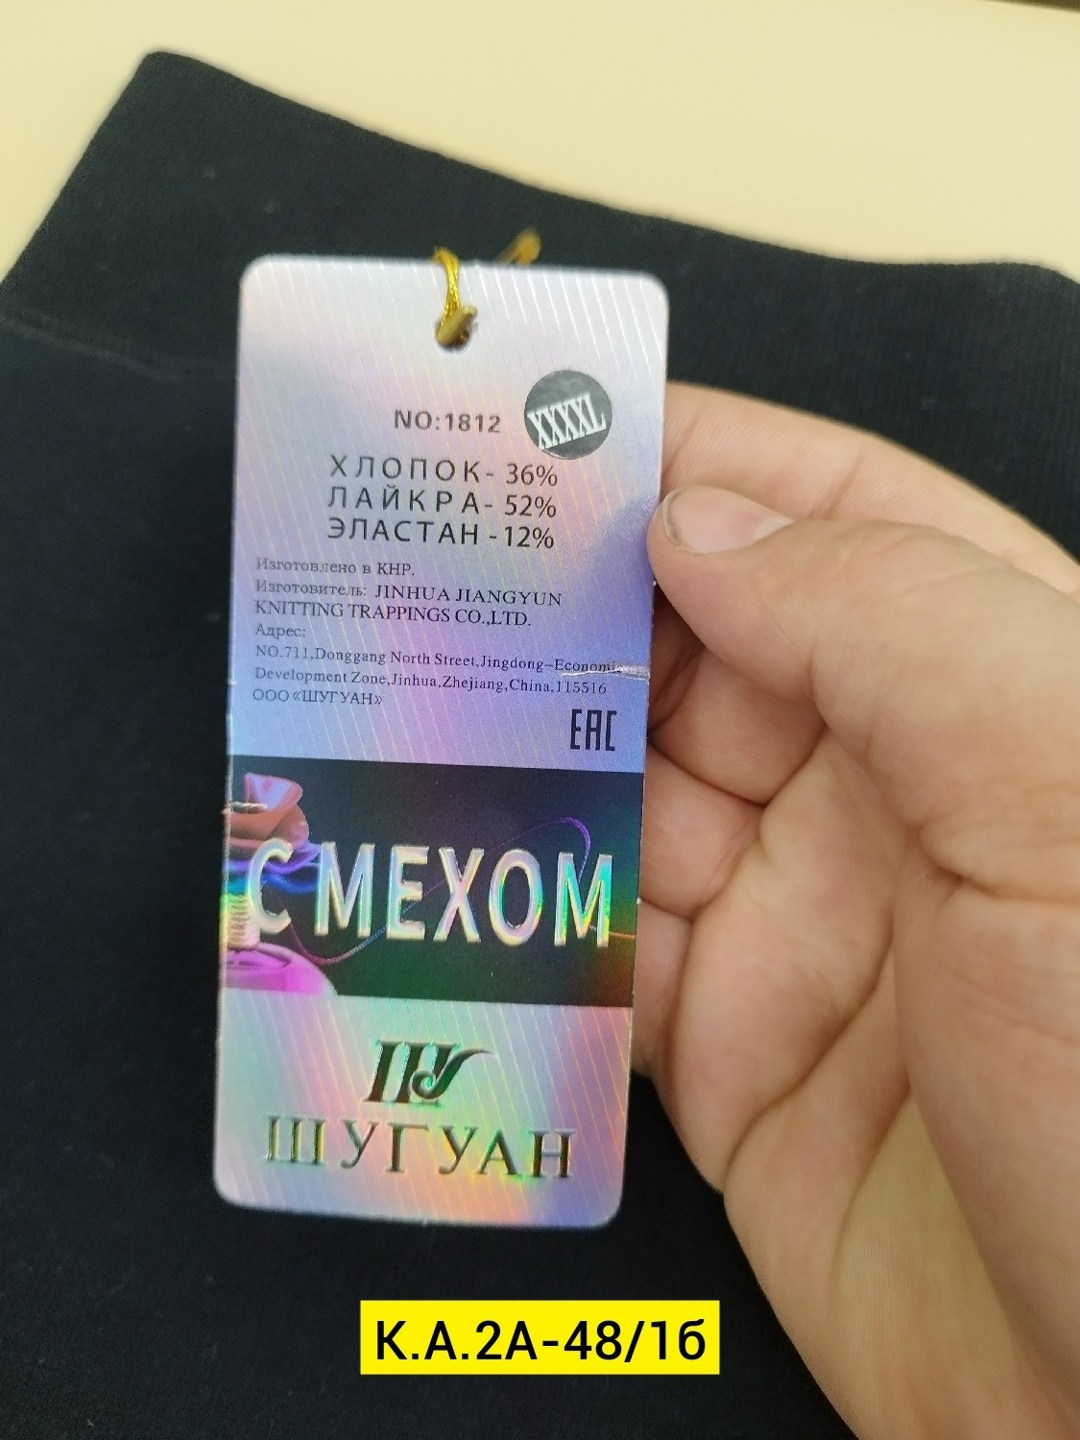 NO:1812
XXXXL
ХЛОПОК- 36%
ЛАЙКРА- 52%
ЭЛАСТАН -12%
Изготовлено в КНР.
Изготовитель: JINHUA JIANGYUN
KNITTING TRAPPINGS CO.,LTD.
Адрес:
NO.711,Donggang North Street,Jingdong-Economic
Development Zone,Jinhua,Zhejiang,China,115516
ООО «ШУГУАН»
EAC
С МЕХОМ
ШУ
ШУГУАН
К.А.2А-48/1б